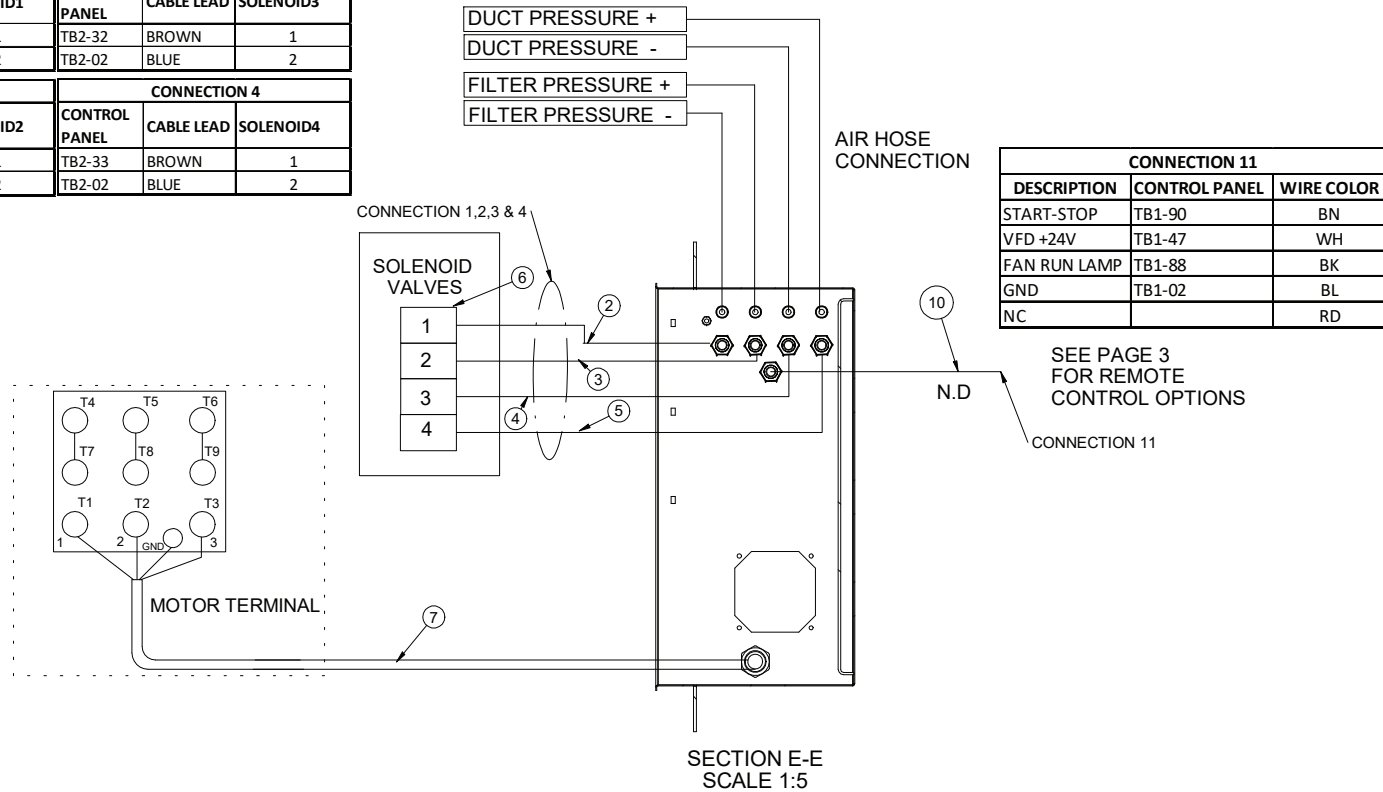 PANEL CABLE LEAD SOLENOID3
TB2-32 BROWN 1
TB2-02 BLUE 2
CONNECTION 4
CONTROL
PANEL CABLE LEAD SOLENOID4
TB2-33 BROWN 1
TB2-02 BLUE 2
DUCT PRESSURE +
DUCT PRESSURE -
FILTER PRESSURE +
FILTER PRESSURE -
AIR HOSE
CONNECTION
CONNECTION 11
DESCRIPTION CONTROL PANEL WIRE COLOR
START-STOP TB1-90 BN
VFD +24V TB1-47 WH
FAN RUN LAMP TB1-88 BK
GND TB1-02 BL
NC RD
SEE PAGE 3
FOR REMOTE
CONTROL OPTIONS
CONNECTION 11
10
N.D
CONNECTION 1,2,3 & 4
SOLENOID
VALVES
6
1
2
3
4
2
3
4
5
T4 T5 T6
T7 T8 T9
T1 T2 T3
1 2 GND 3
MOTOR TERMINAL
7
SECTION E-E
SCALE 1:5